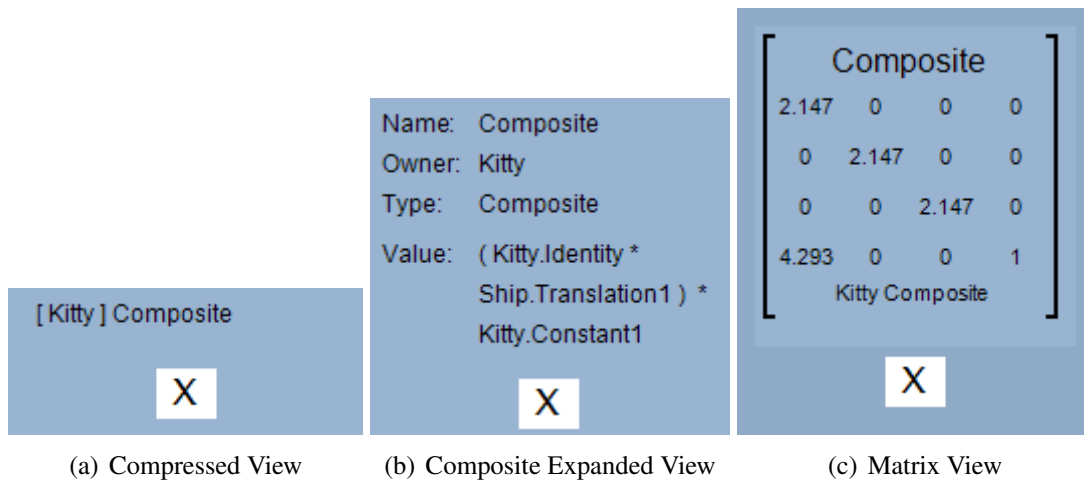 [ Kitty ] Composite
X
(a) Compressed View
Name: Composite
Owner: Kitty
Type: Composite
Value: ( Kitty.Identity *
Ship.Translation1 ) *
Kitty.Constant1
X
(b) Composite Expanded View
Composite
2.147 0 0 0
0 2.147 0 0
0 0 2.147 0
4.293 0 0 1
Kitty Composite
X
(c) Matrix View